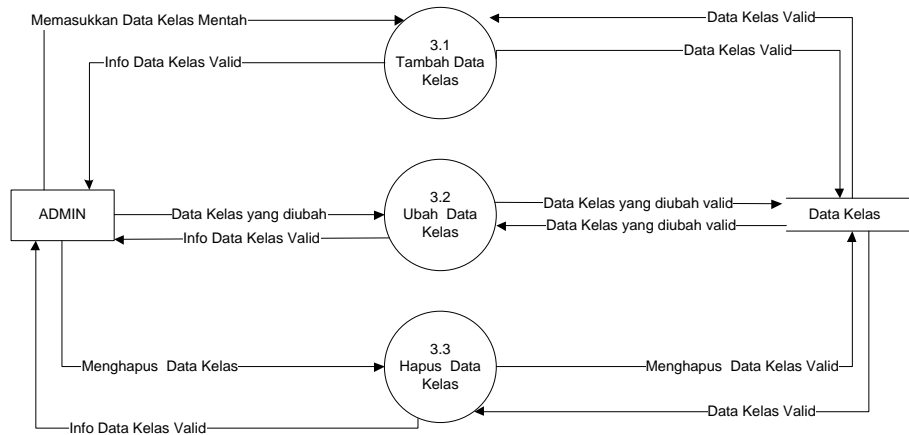 Memasukkan Data Kelas Mentah
Data Kelas Valid
3.1
Tambah Data
Kelas
Data Kelas Valid
Info Data Kelas Valid
ADMIN
Data Kelas yang diubah
Info Data Kelas Valid
3.2
Ubah Data
Kelas
Data Kelas yang diubah valid
Data Kelas yang diubah valid
Data Kelas
Menghapus Data Kelas
3.3
Hapus Data
Kelas
Menghapus Data Kelas Valid
Data Kelas Valid
Info Data Kelas Valid